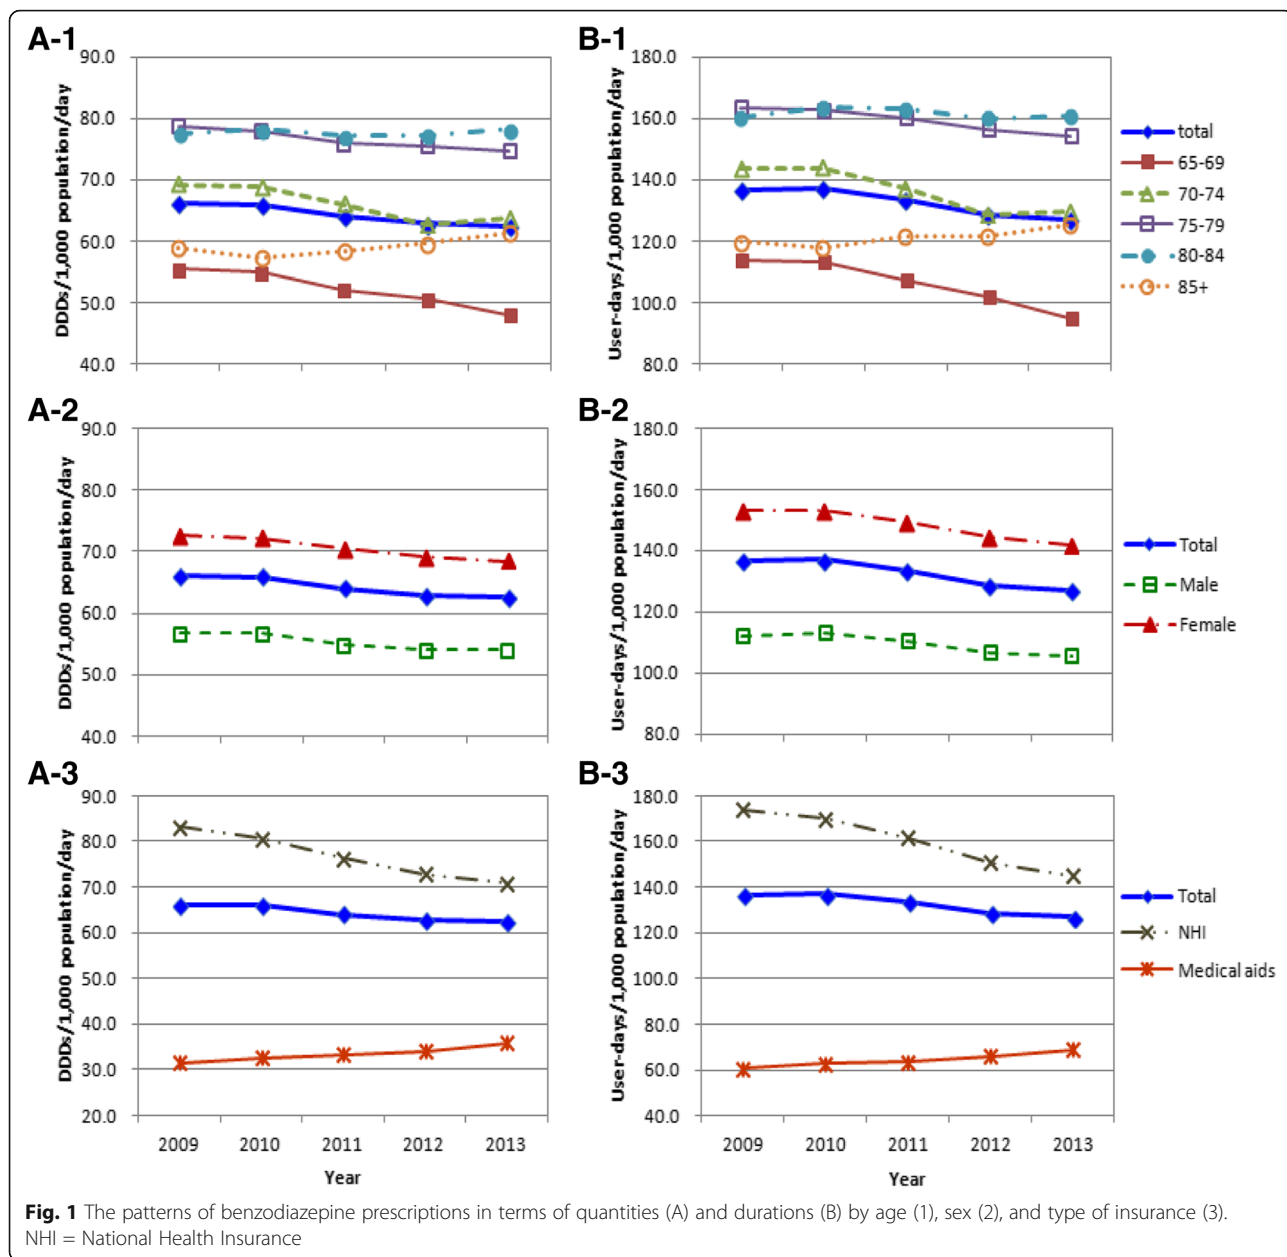 A-1
DDDs/1,000 population/day
90.0
80.0
70.0
60.0
50.0
40.0
B-1
User-days/1,000 population/day
180.0
160.0
140.0
120.0
100.0
80.0
total
65-69
70-74
75-79
80-84
85+
A-2
DDDs/1,000 population/day
90.0
80.0
70.0
60.0
50.0
40.0
B-2
User-days/1,000 population/day
180.0
160.0
140.0
120.0
100.0
80.0
Total
Male
Female
A-3
DDDs/1,000 population/day
90.0
80.0
70.0
60.0
50.0
40.0
30.0
20.0
2009 2010 2011 2012 2013
Year
B-3
User-days/1,000 population/day
180.0
160.0
140.0
120.0
100.0
80.0
60.0
40.0
2009 2010 2011 2012 2013
Year
Total
NHI
Medical aids
Fig. 1 The patterns of benzodiazepine prescriptions in terms of quantities (A) and durations (B) by age (1), sex (2), and type of insurance (3).
NHI = National Health Insurance